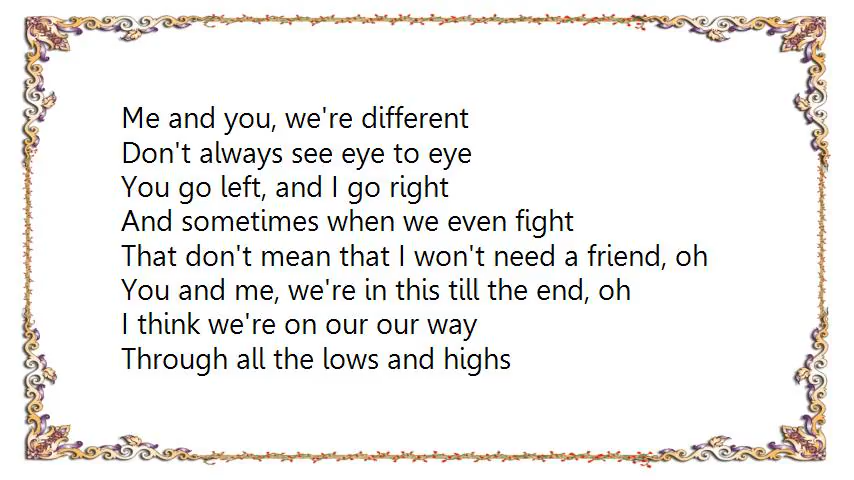 Me and you, we're different
Don't always see eye to eye
You go left, and I go right
And sometimes when we even fight
That don't mean that I won't need a friend, oh
You and me, we're in this till the end, oh
I think we're on our our way
Through all the lows and highs